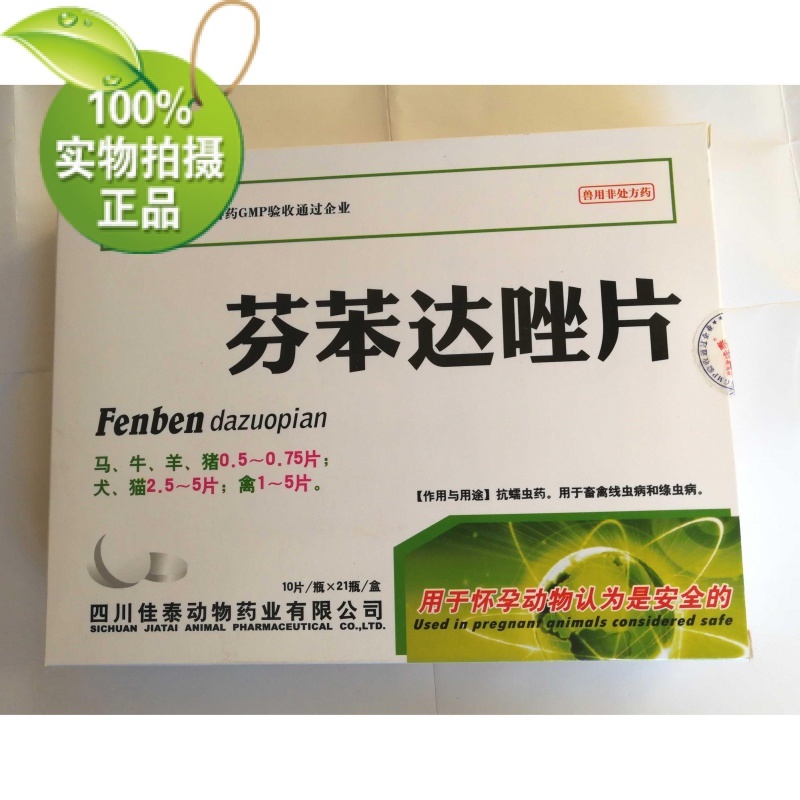 100%
实物拍摄
正品
药GMP验收通过企业
兽用非处方药
芬苯达唑片
Fenben dazuopian
马、牛、羊、猪0.5～0.75片；
犬、猫2.5～5片；禽1～5片。
【作用与用途】抗蠕虫药。用于畜禽线虫病和绦虫病。
10片/瓶×21瓶/盒
四川佳泰动物药业有限公司
SICHUAN JIATAI ANIMAL PHARMACEUTICAL CO.,LTD.
用于怀孕动物认为是安全的
Used in pregnant animals considered safe